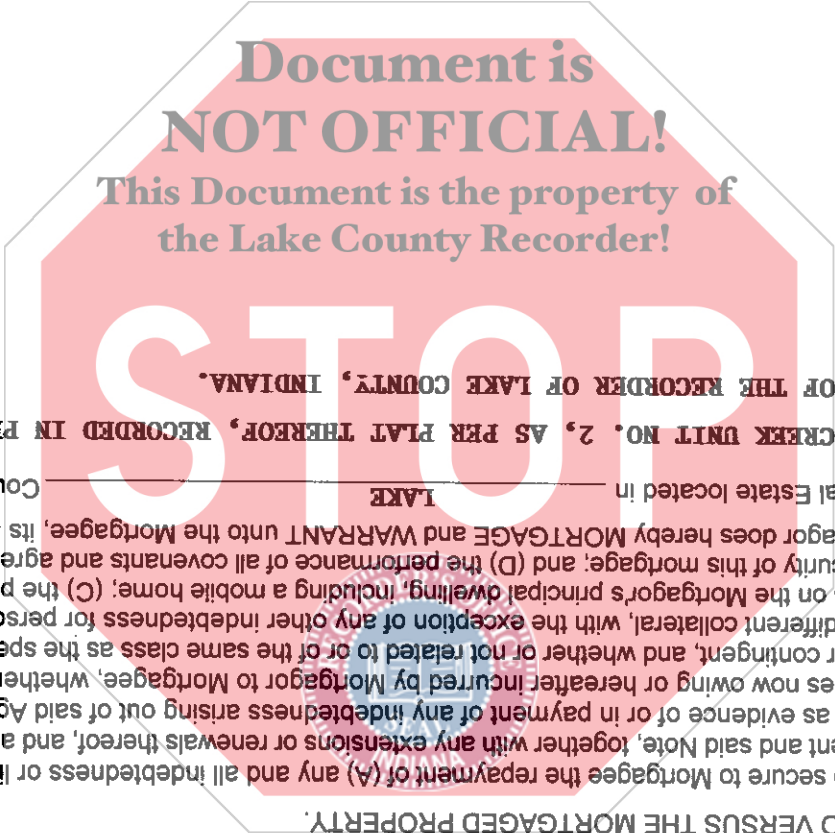 Document is
NOT OFFICIAL!
This Document is the property of
the Lake County Recorder!
STOP
VERSUS THE MORTGAGED PROPERTY.
secure to Mortgagee the repayment of (A) any and all indebtedness or
and said Note, together with any extensions or renewals thereof, and
as evidence of or in payment of any indebtedness arising out of said
now owing or hereafter incurred by Mortgagor to Mortgagee, whether
contingent, and whether or not related to or of the same class as the
different collateral, with the exception of any other indebtedness for
on the Mortgagor's principal dwelling, including a mobile home; (C) the
of this mortgage; and (D) the performance of all covenants and
does hereby MORTGAGE and WARRANT unto the Mortgagee, its
Estate located in LAKE
CREEK UNIT NO. 2, AS PER PLAT THEREOF, RECORDED IN
OF THE RECORDER OF LAKE COUNTY, INDIANA.
RECORDER'S OFFICE
SEAL
INDIANA